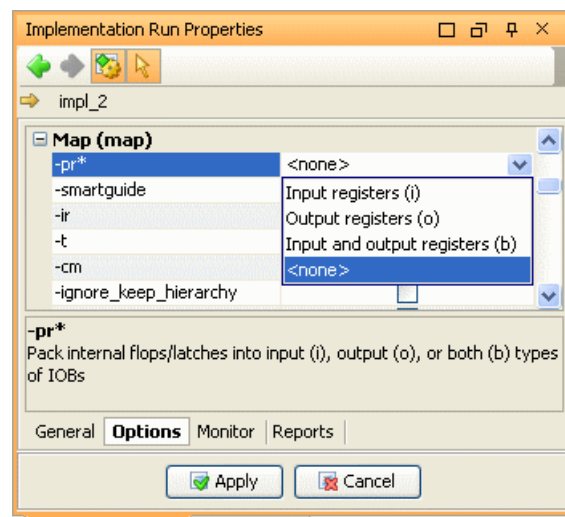 Implementation Run Properties
impl_2
Map (map)
-pr* <none>
-smartguide
Input registers (i)
-ir
Output registers (o)
-t
Input and output registers (b)
-cm
<none>
-ignore_keep_hierarchy
-pr*
Pack internal flops/latches into input (i), output (o), or both (b) types
of IOBs
General Options Monitor Reports
Apply Cancel